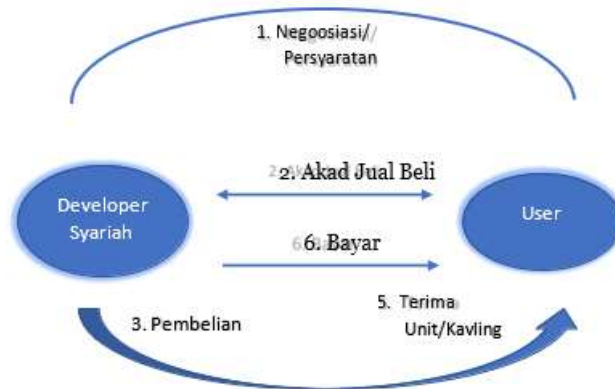 1. Negoosiasi/
Persyaratan
2. Akad Jual Beli
Developer
Syariah
User
6. Bayar
5. Terima
Unit/Kavling
3. Pembelian